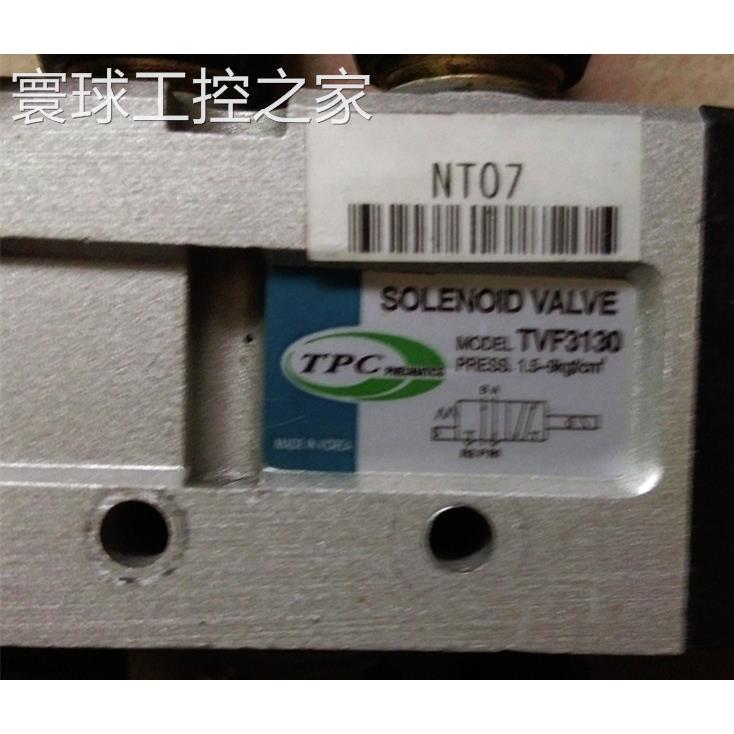 寰球工控之家
NT07
SOLENOID VALVE
MODEL TVF3130
TPC PNEUMATICS
PRESS. 1.5~9kgf/cm²
MADE IN KOREA